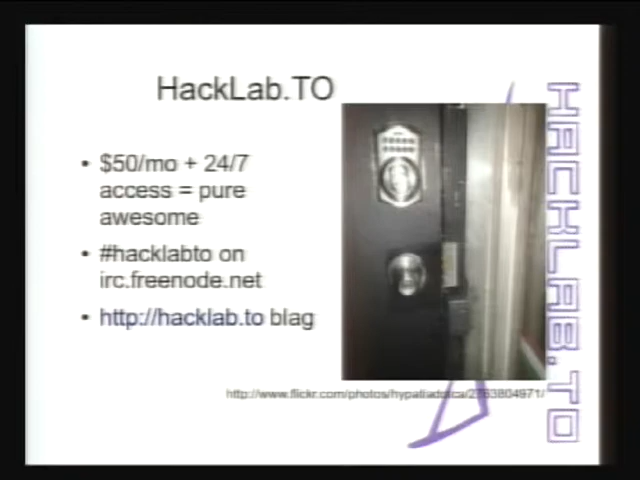 HackLab.TO
• $50/mo + 24/7
access = pure
awesome
• #hacklabto on
irc.freenode.net
• http://hacklab.to blag
HACKLAB.TO